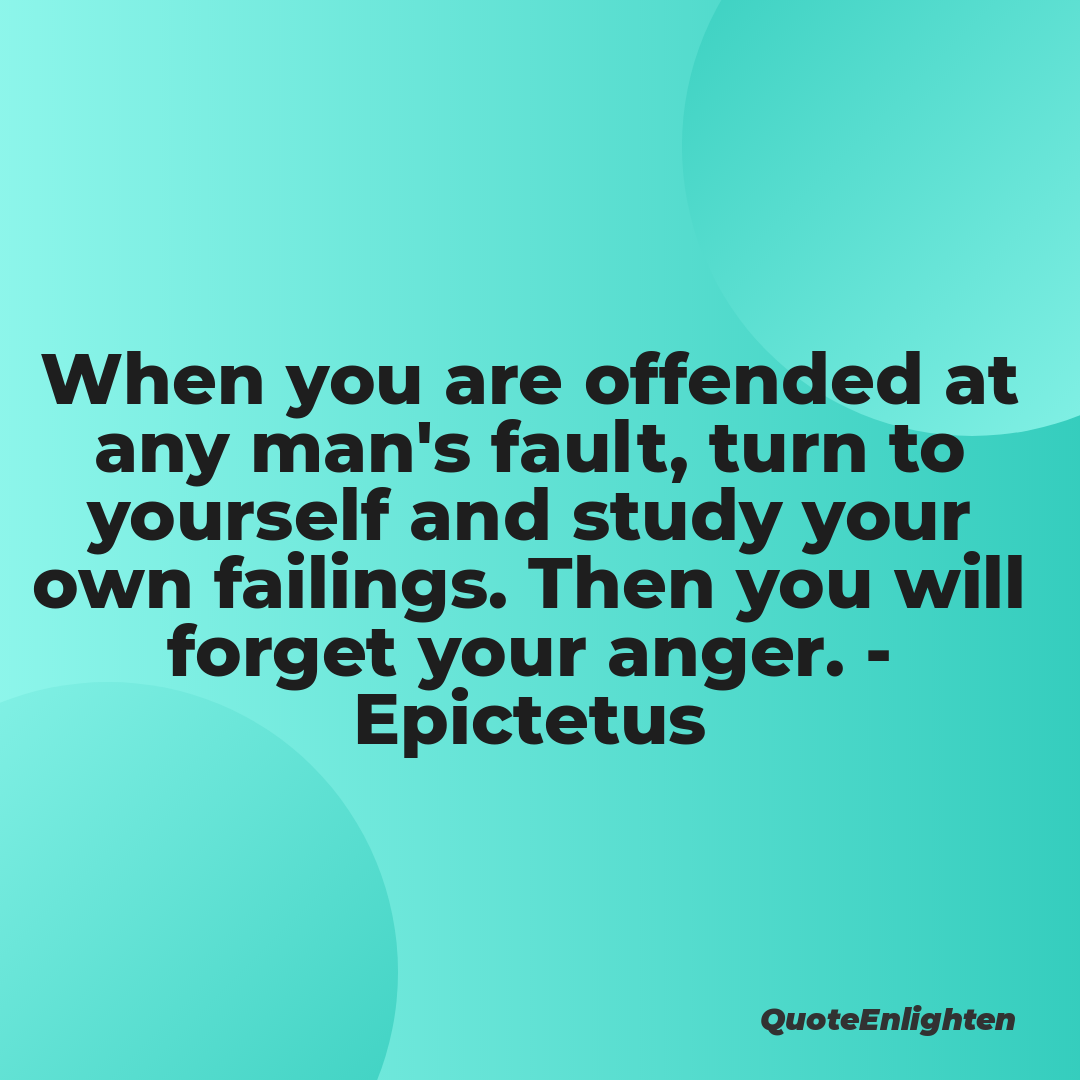 When you are offended at
any man's fault, turn to
yourself and study your
own failings. Then you will
forget your anger. -
Epictetus
QuoteEnlighten